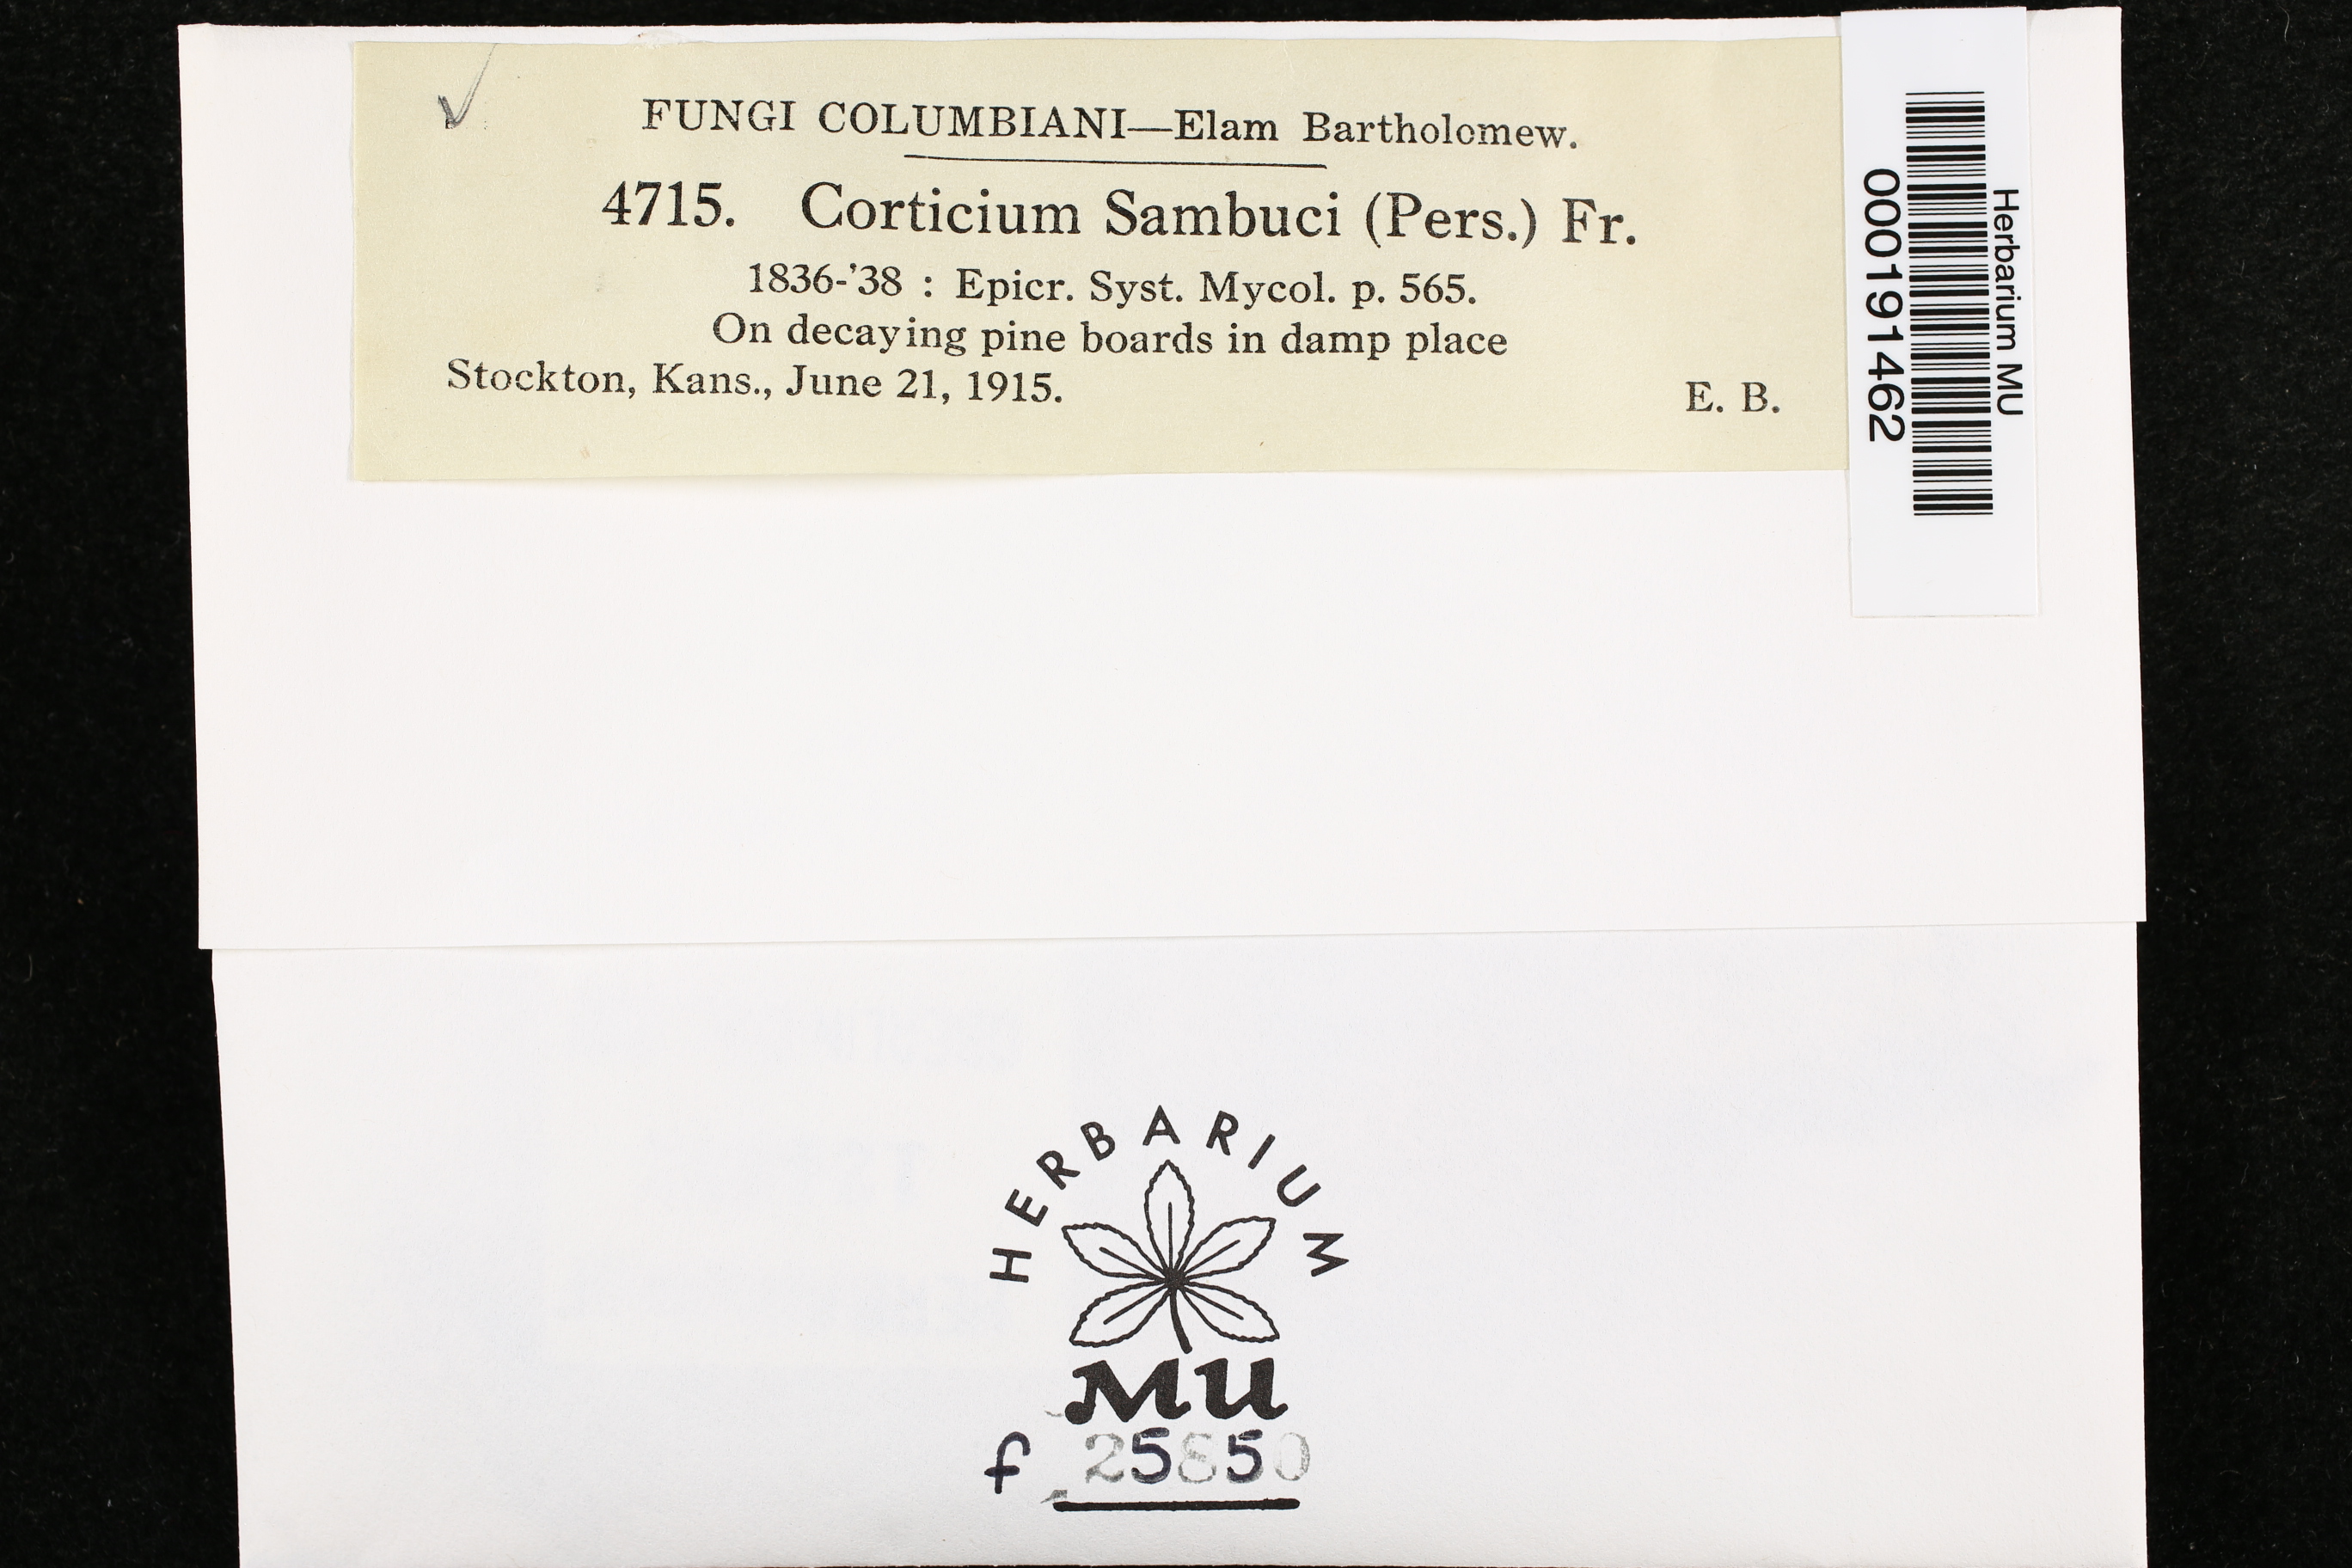 FUNGI COLUMBIANI—Elam Bartholomew.
4715. Corticium Sambuci (Pers.) Fr.
1836-'38 : Epicr. Syst. Mycol. p. 565.
On decaying pine boards in damp place
Stockton, Kans., June 21, 1915.
E. B.
Herbarium MU
000191462
HERBARIUM
MU
f 25850